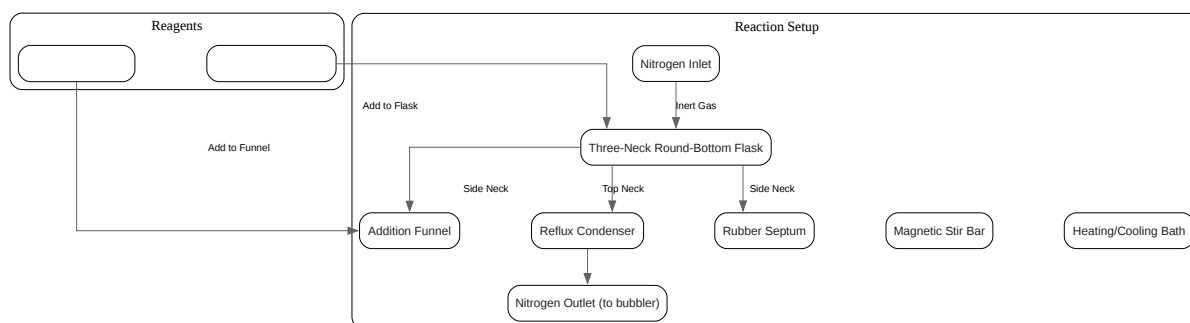 Reagents
Reaction Setup
Nitrogen Inlet
Add to Flask
Inert Gas
Add to Funnel
Three-Neck Round-Bottom Flask
Side Neck
Top Neck
Side Neck
Addition Funnel
Reflux Condenser
Rubber Septum
Magnetic Stir Bar
Heating/Cooling Bath
Nitrogen Outlet (to bubbler)